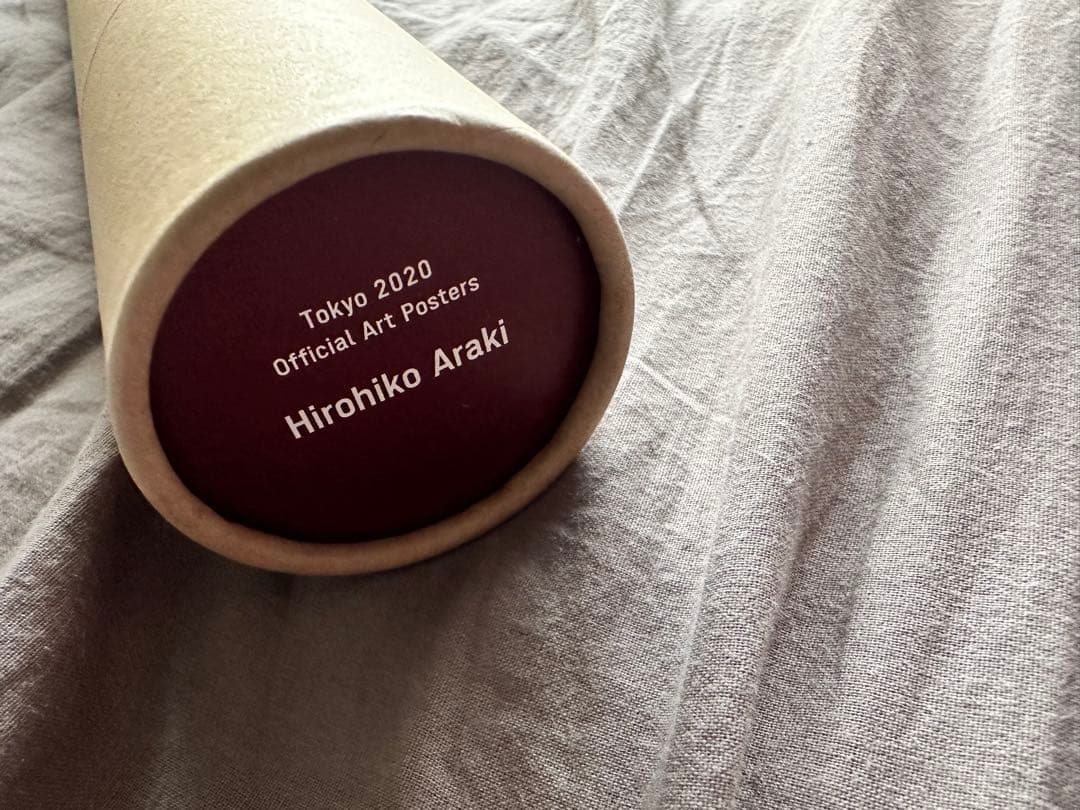 Tokyo 2020
Official Art Posters
Hirohiko Araki